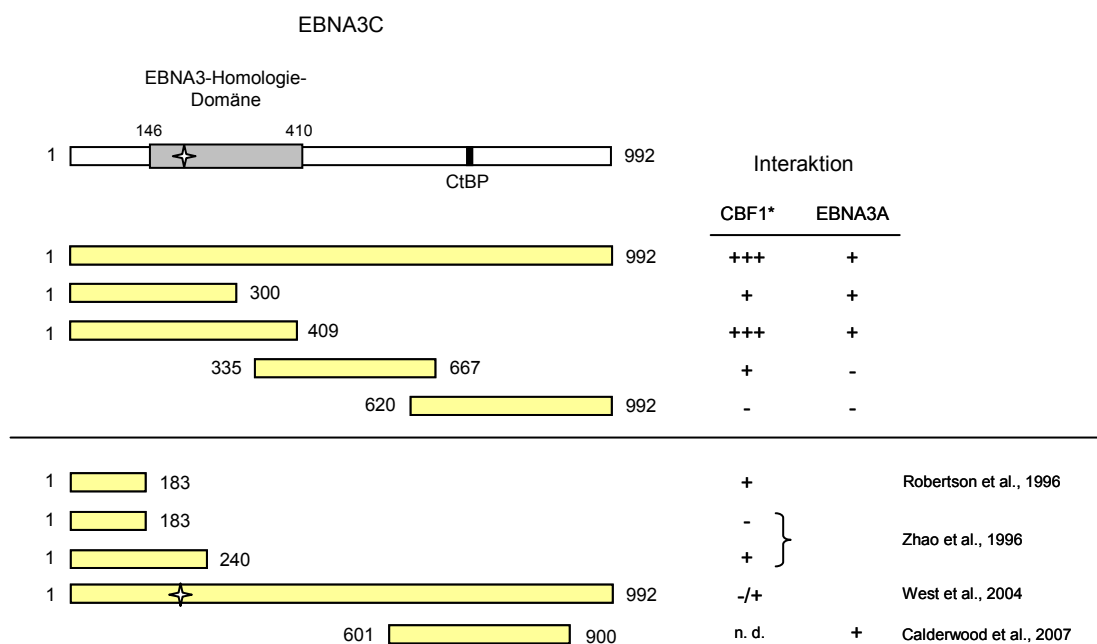 EBNA3C
EBNA3-Homologie-
Domäne
146 410
1 992
CtBP
Interaktion
CBF1* EBNA3A
1 992 +++ +
1 300 + +
1 409 +++ +
335 667 + -
620 992 - -
1 183 + Robertson et al., 1996
1 183 -
Zhao et al., 1996
1 240 +
1 992 -/+ West et al., 2004
601 900 n. d. + Calderwood et al., 2007